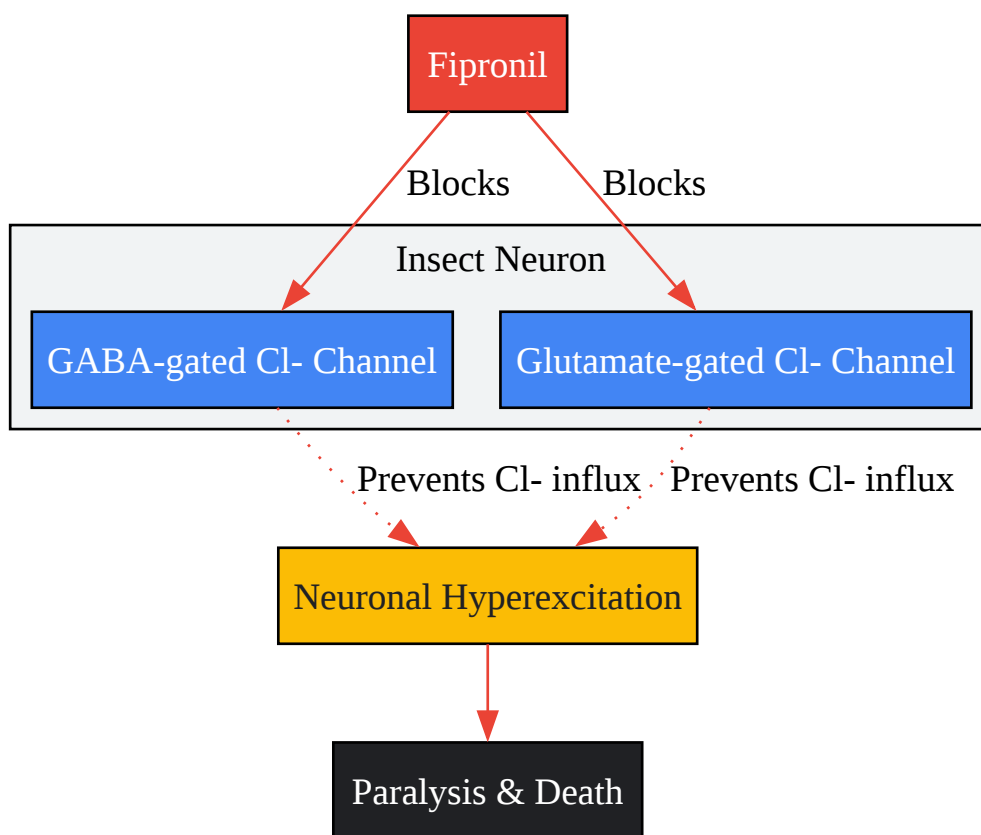 Fipronil
Blocks
Blocks
Insect Neuron
GABA-gated Cl- Channel
Glutamate-gated Cl- Channel
Prevents Cl- influx
Prevents Cl- influx
Neuronal Hyperexcitation
Paralysis & Death